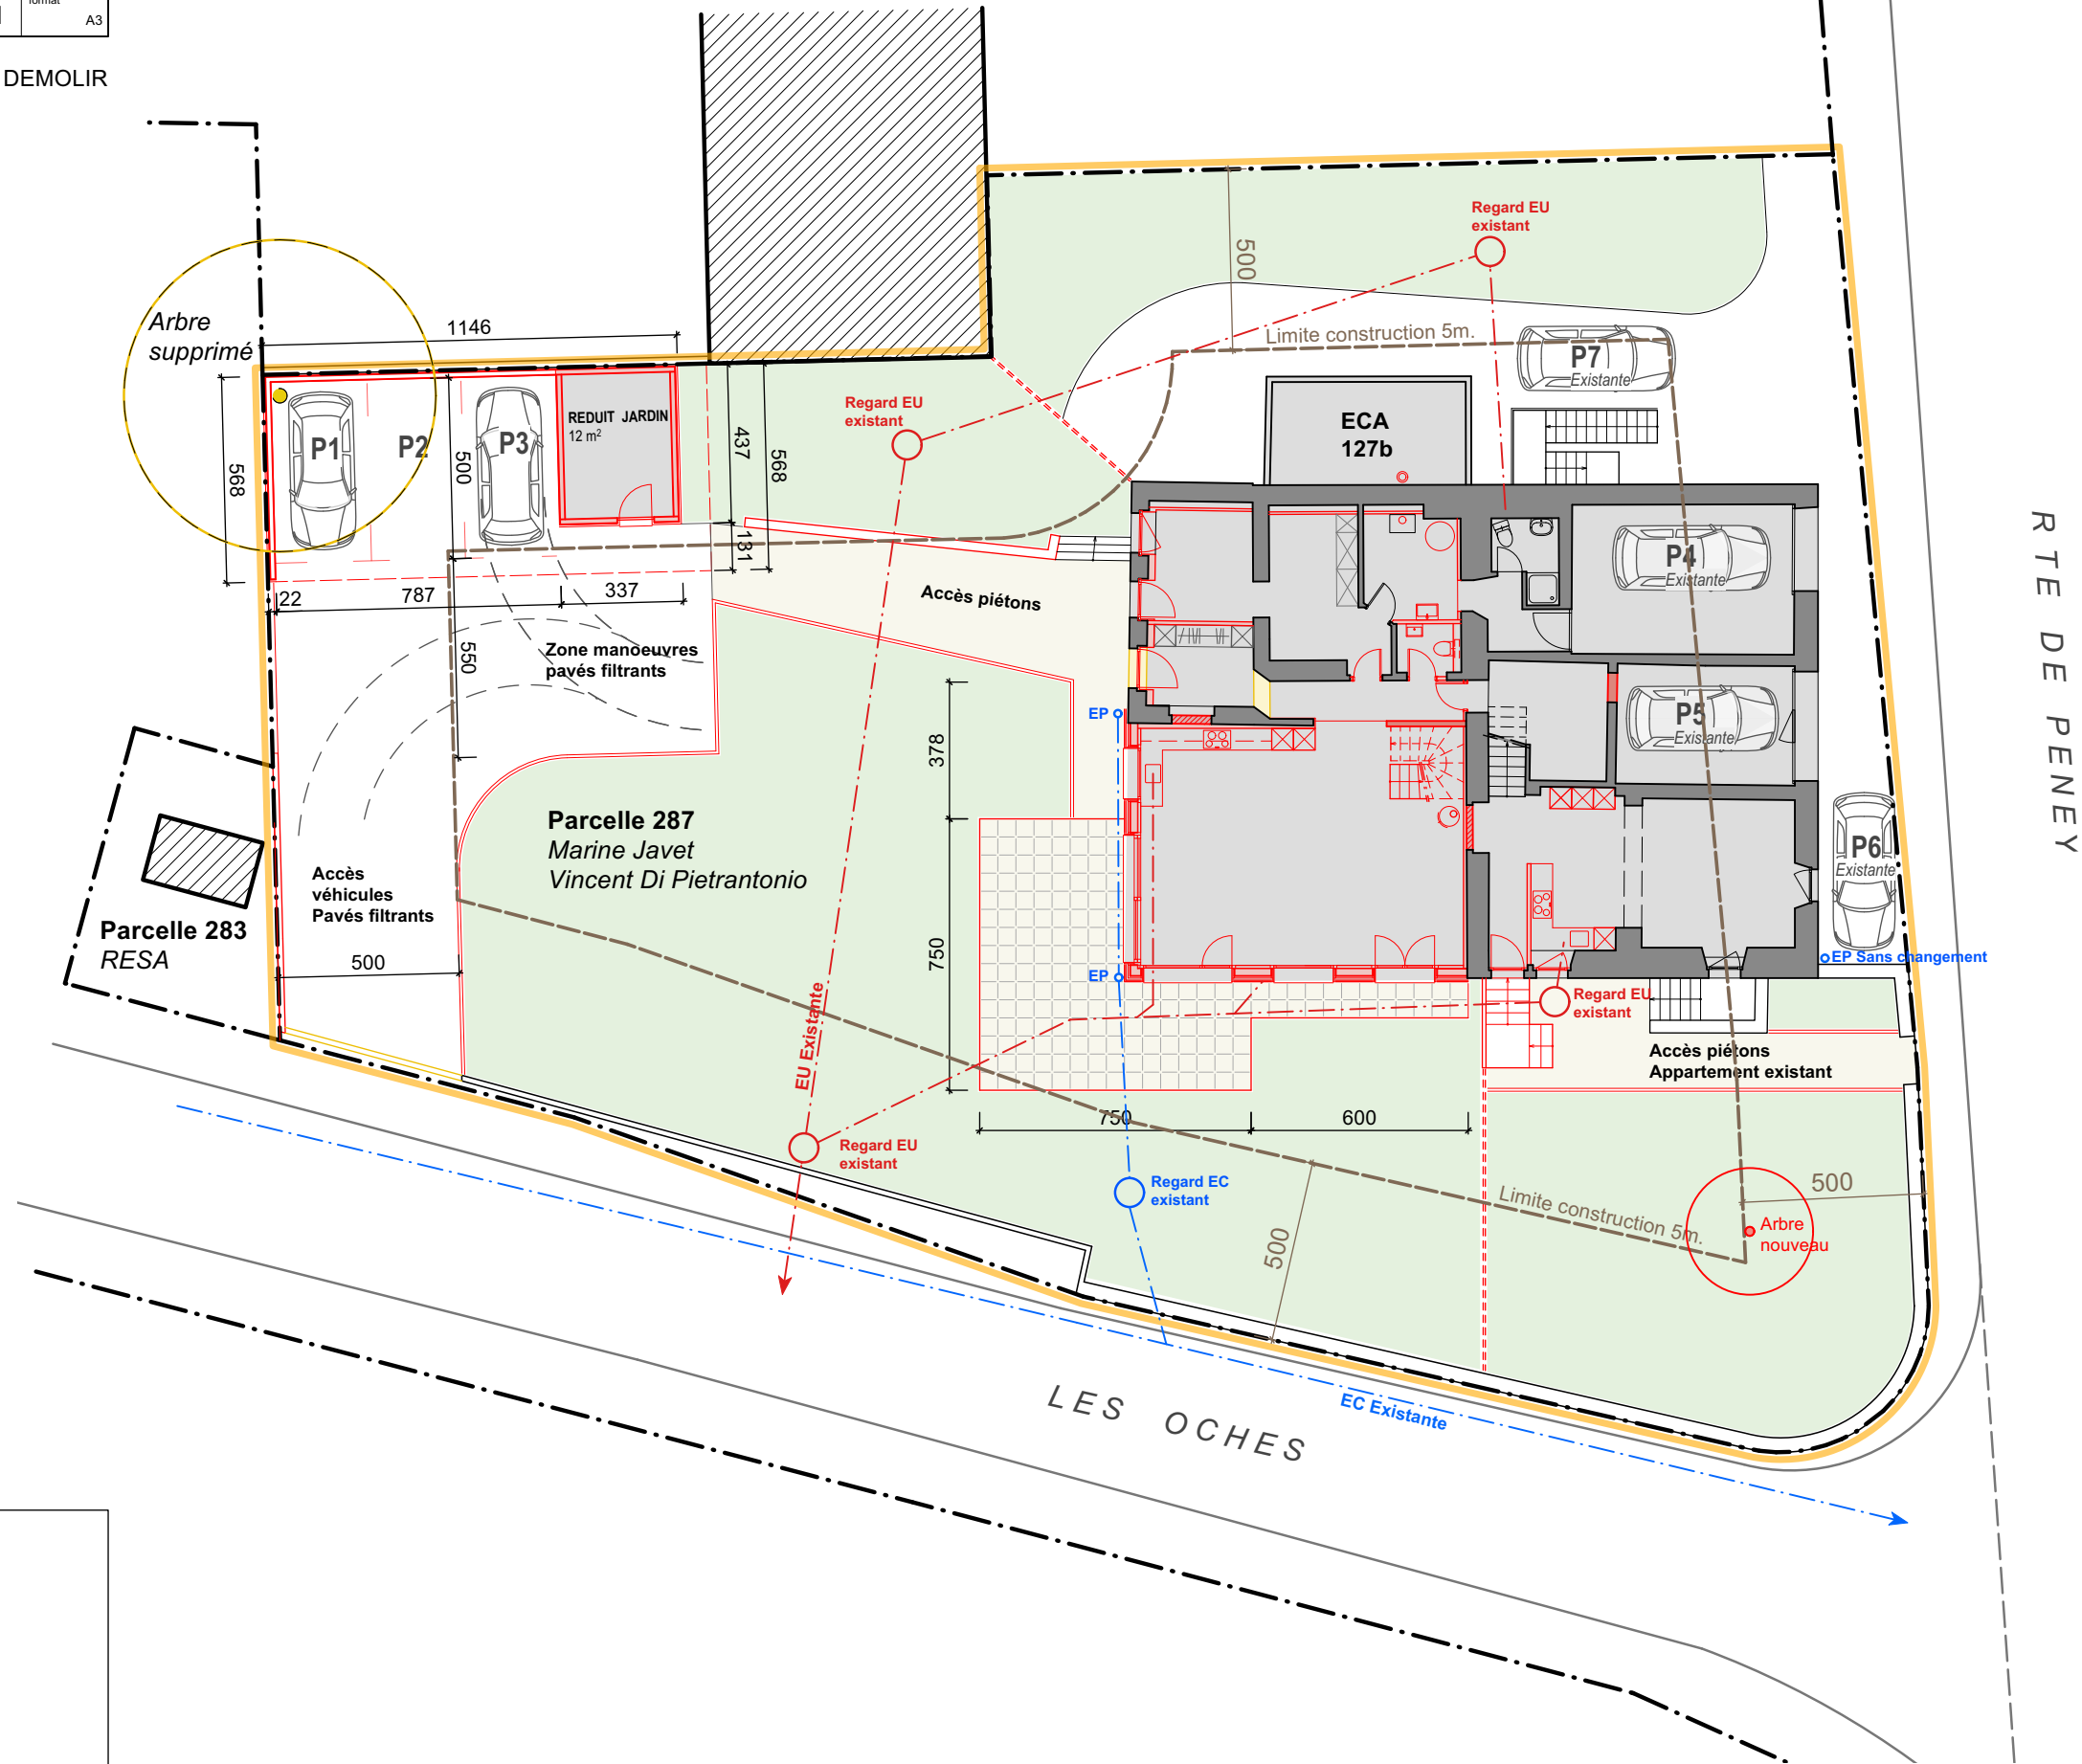 format
A3
DEMOLIR
Regard EU
existant
500
Arbre
supprimé
1146
Limite construction 5m.
P7
Existante
Regard EU
existant
ECA
127b
REDUIT JARDIN
12 m²
P1
P2
P3
568
500
437
568
131
P4
Existante
RTE DE PENEY
22
787
337
Accès piétons
Zone manoeuvres
pavés filtrants
550
EP
P5
Existante
378
Parcelle 287
Marine Javet
Vincent Di Pietrantonio
P6
Existante
Accès
véhicules
Pavés filtrants
Parcelle 283
RESA
500
750
EP
EP Sans changement
EU Existante
Regard EU
existant
Accès piétons
Appartement existant
750
600
Regard EU
existant
Regard EC
existant
500
Limite construction 5m.
500
Arbre
nouveau
LES OCHES
EC Existante